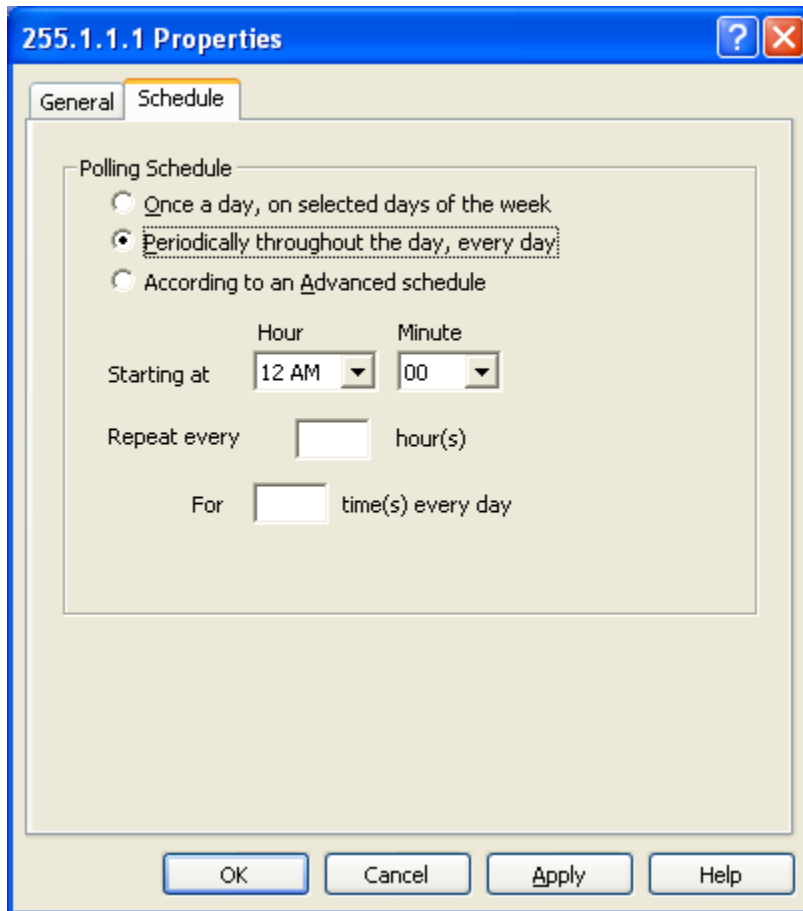 255.1.1.1 Properties
General Schedule
Polling Schedule
Once a day, on selected days of the week
Periodically throughout the day, every day
According to an Advanced schedule
Hour Minute
Starting at 12 AM 00
Repeat every hour(s)
For time(s) every day
OK Cancel Apply Help